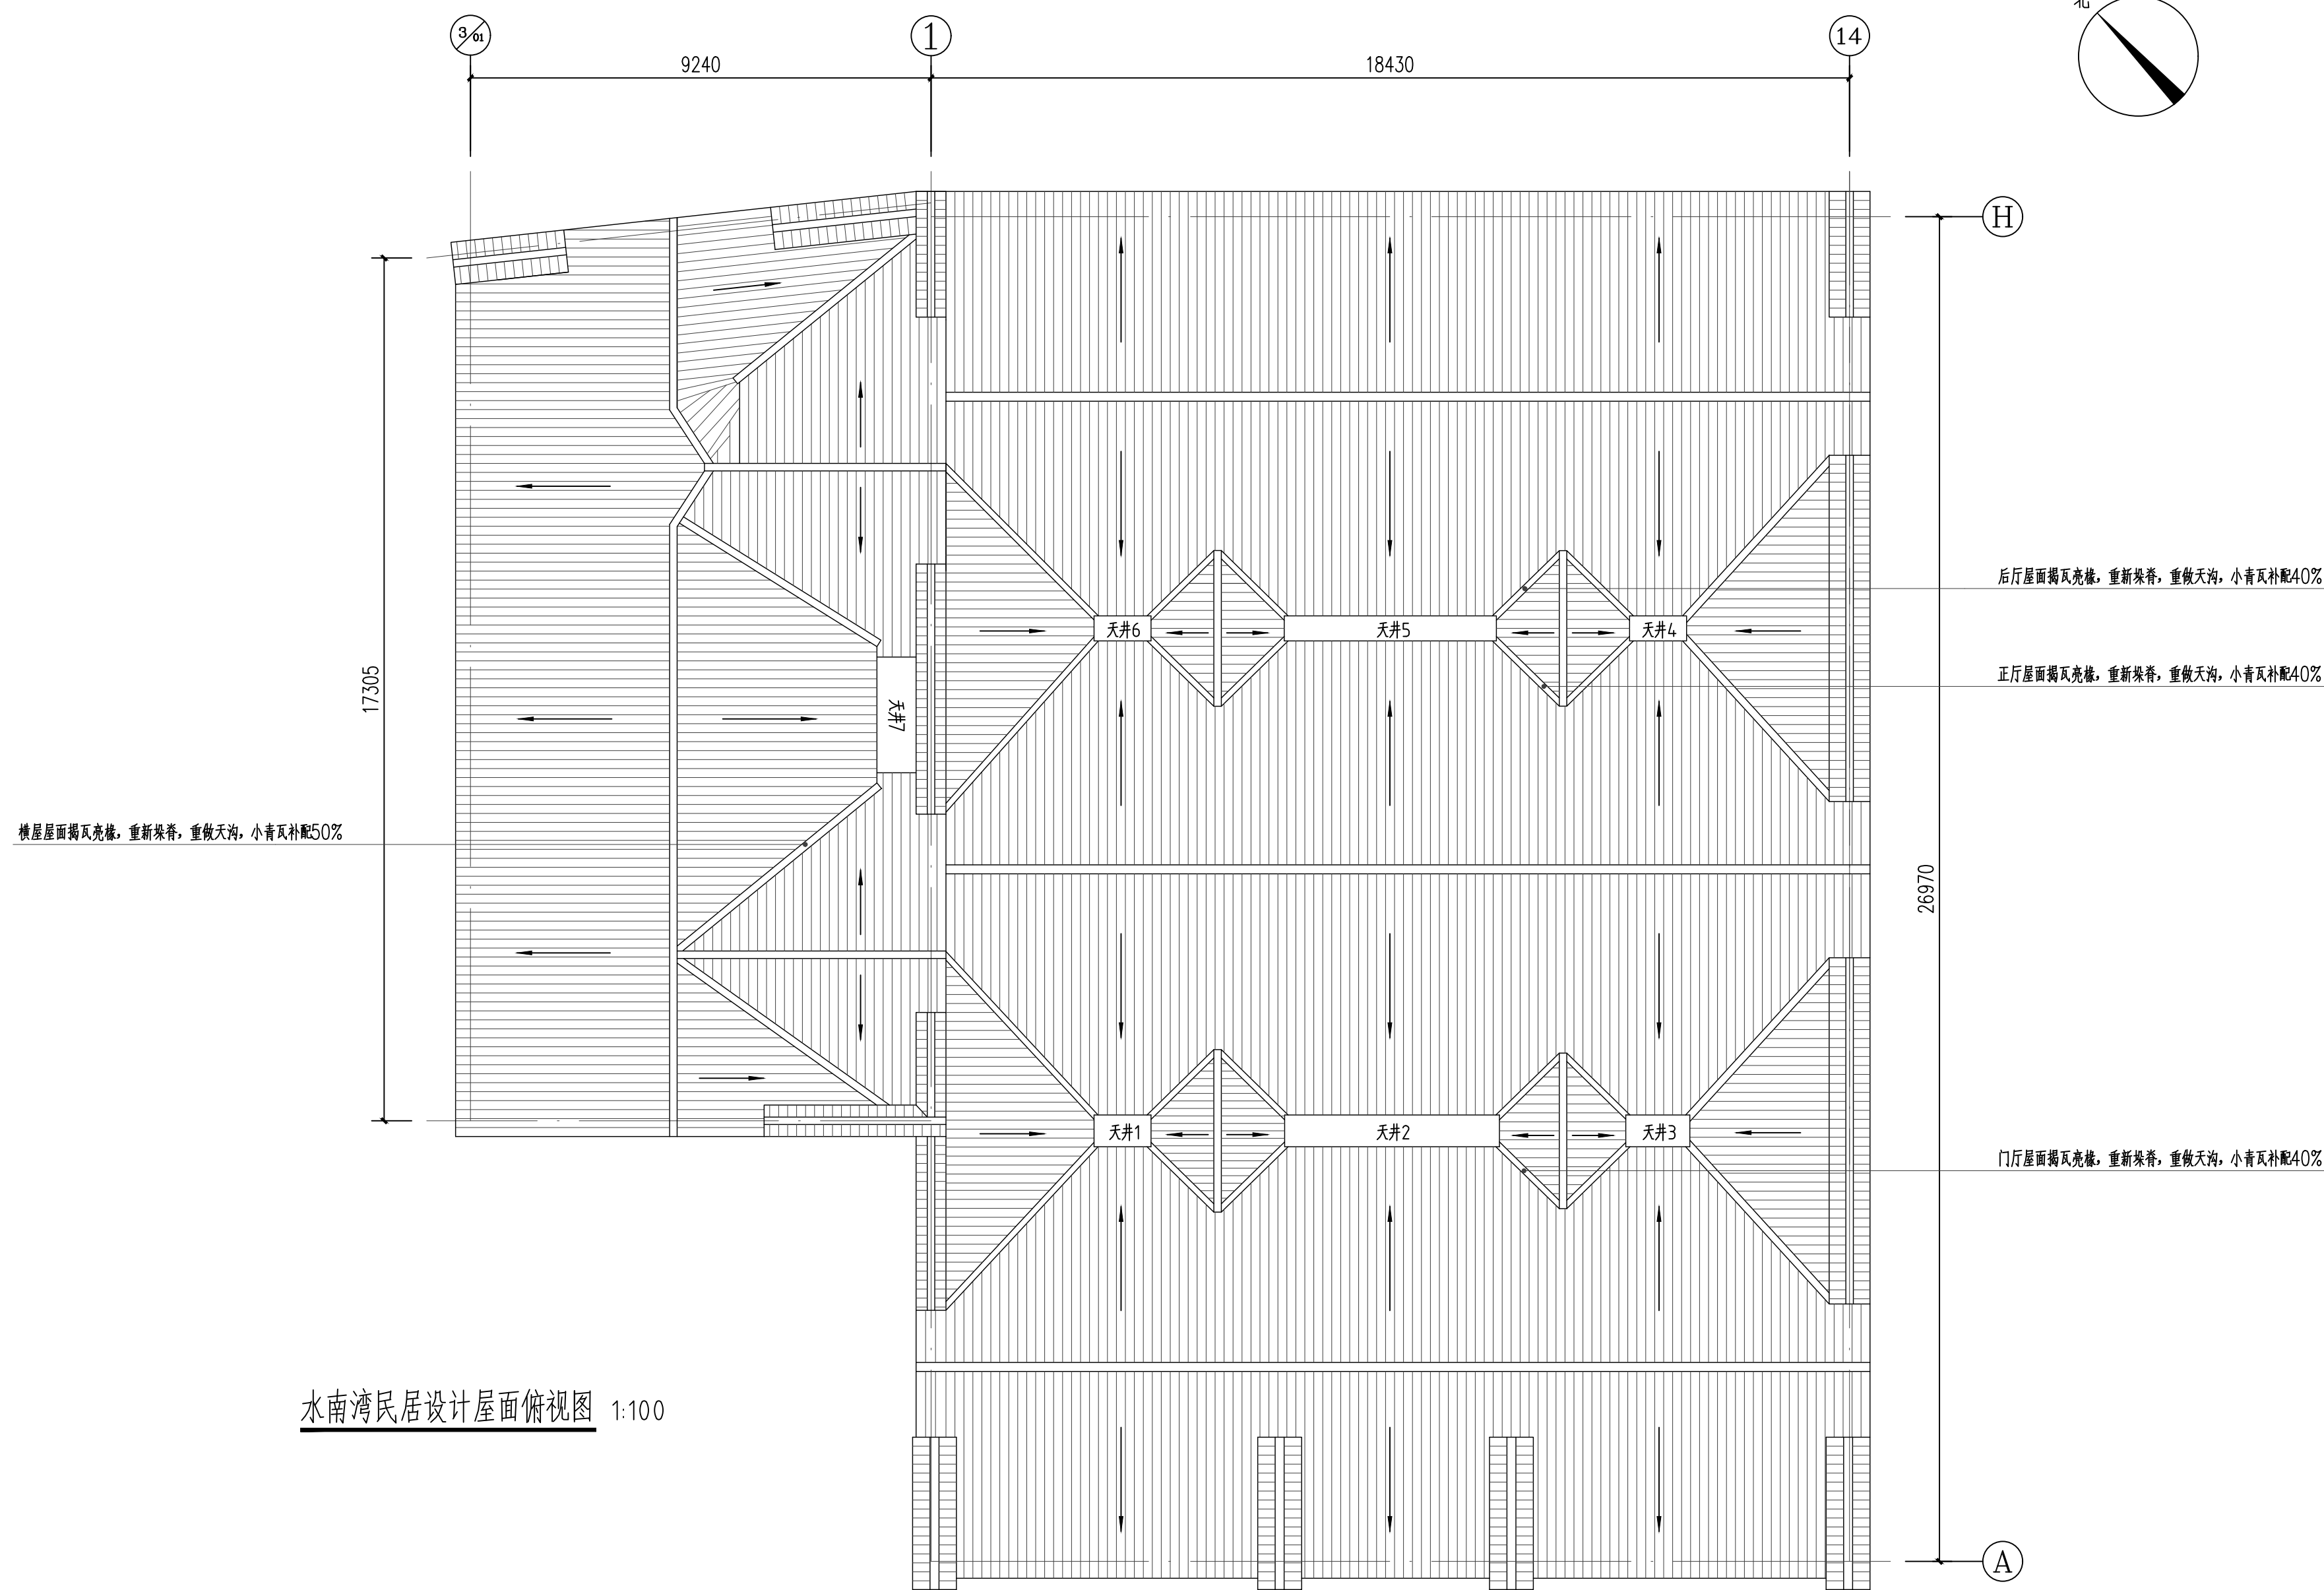 北
3/01
1
14
9240
18430
H
后厅屋面揭瓦亮椽，重新垛脊，重做天沟，小青瓦补配40%
天井6
天井5
天井4
正厅屋面揭瓦亮椽，重新垛脊，重做天沟，小青瓦补配40%
17305
天井7
横屋屋面揭瓦亮椽，重新垛脊，重做天沟，小青瓦补配50%
26970
天井1
天井2
天井3
门厅屋面揭瓦亮椽，重新垛脊，重做天沟，小青瓦补配40%
水南湾民居设计屋面俯视图 1:100
A